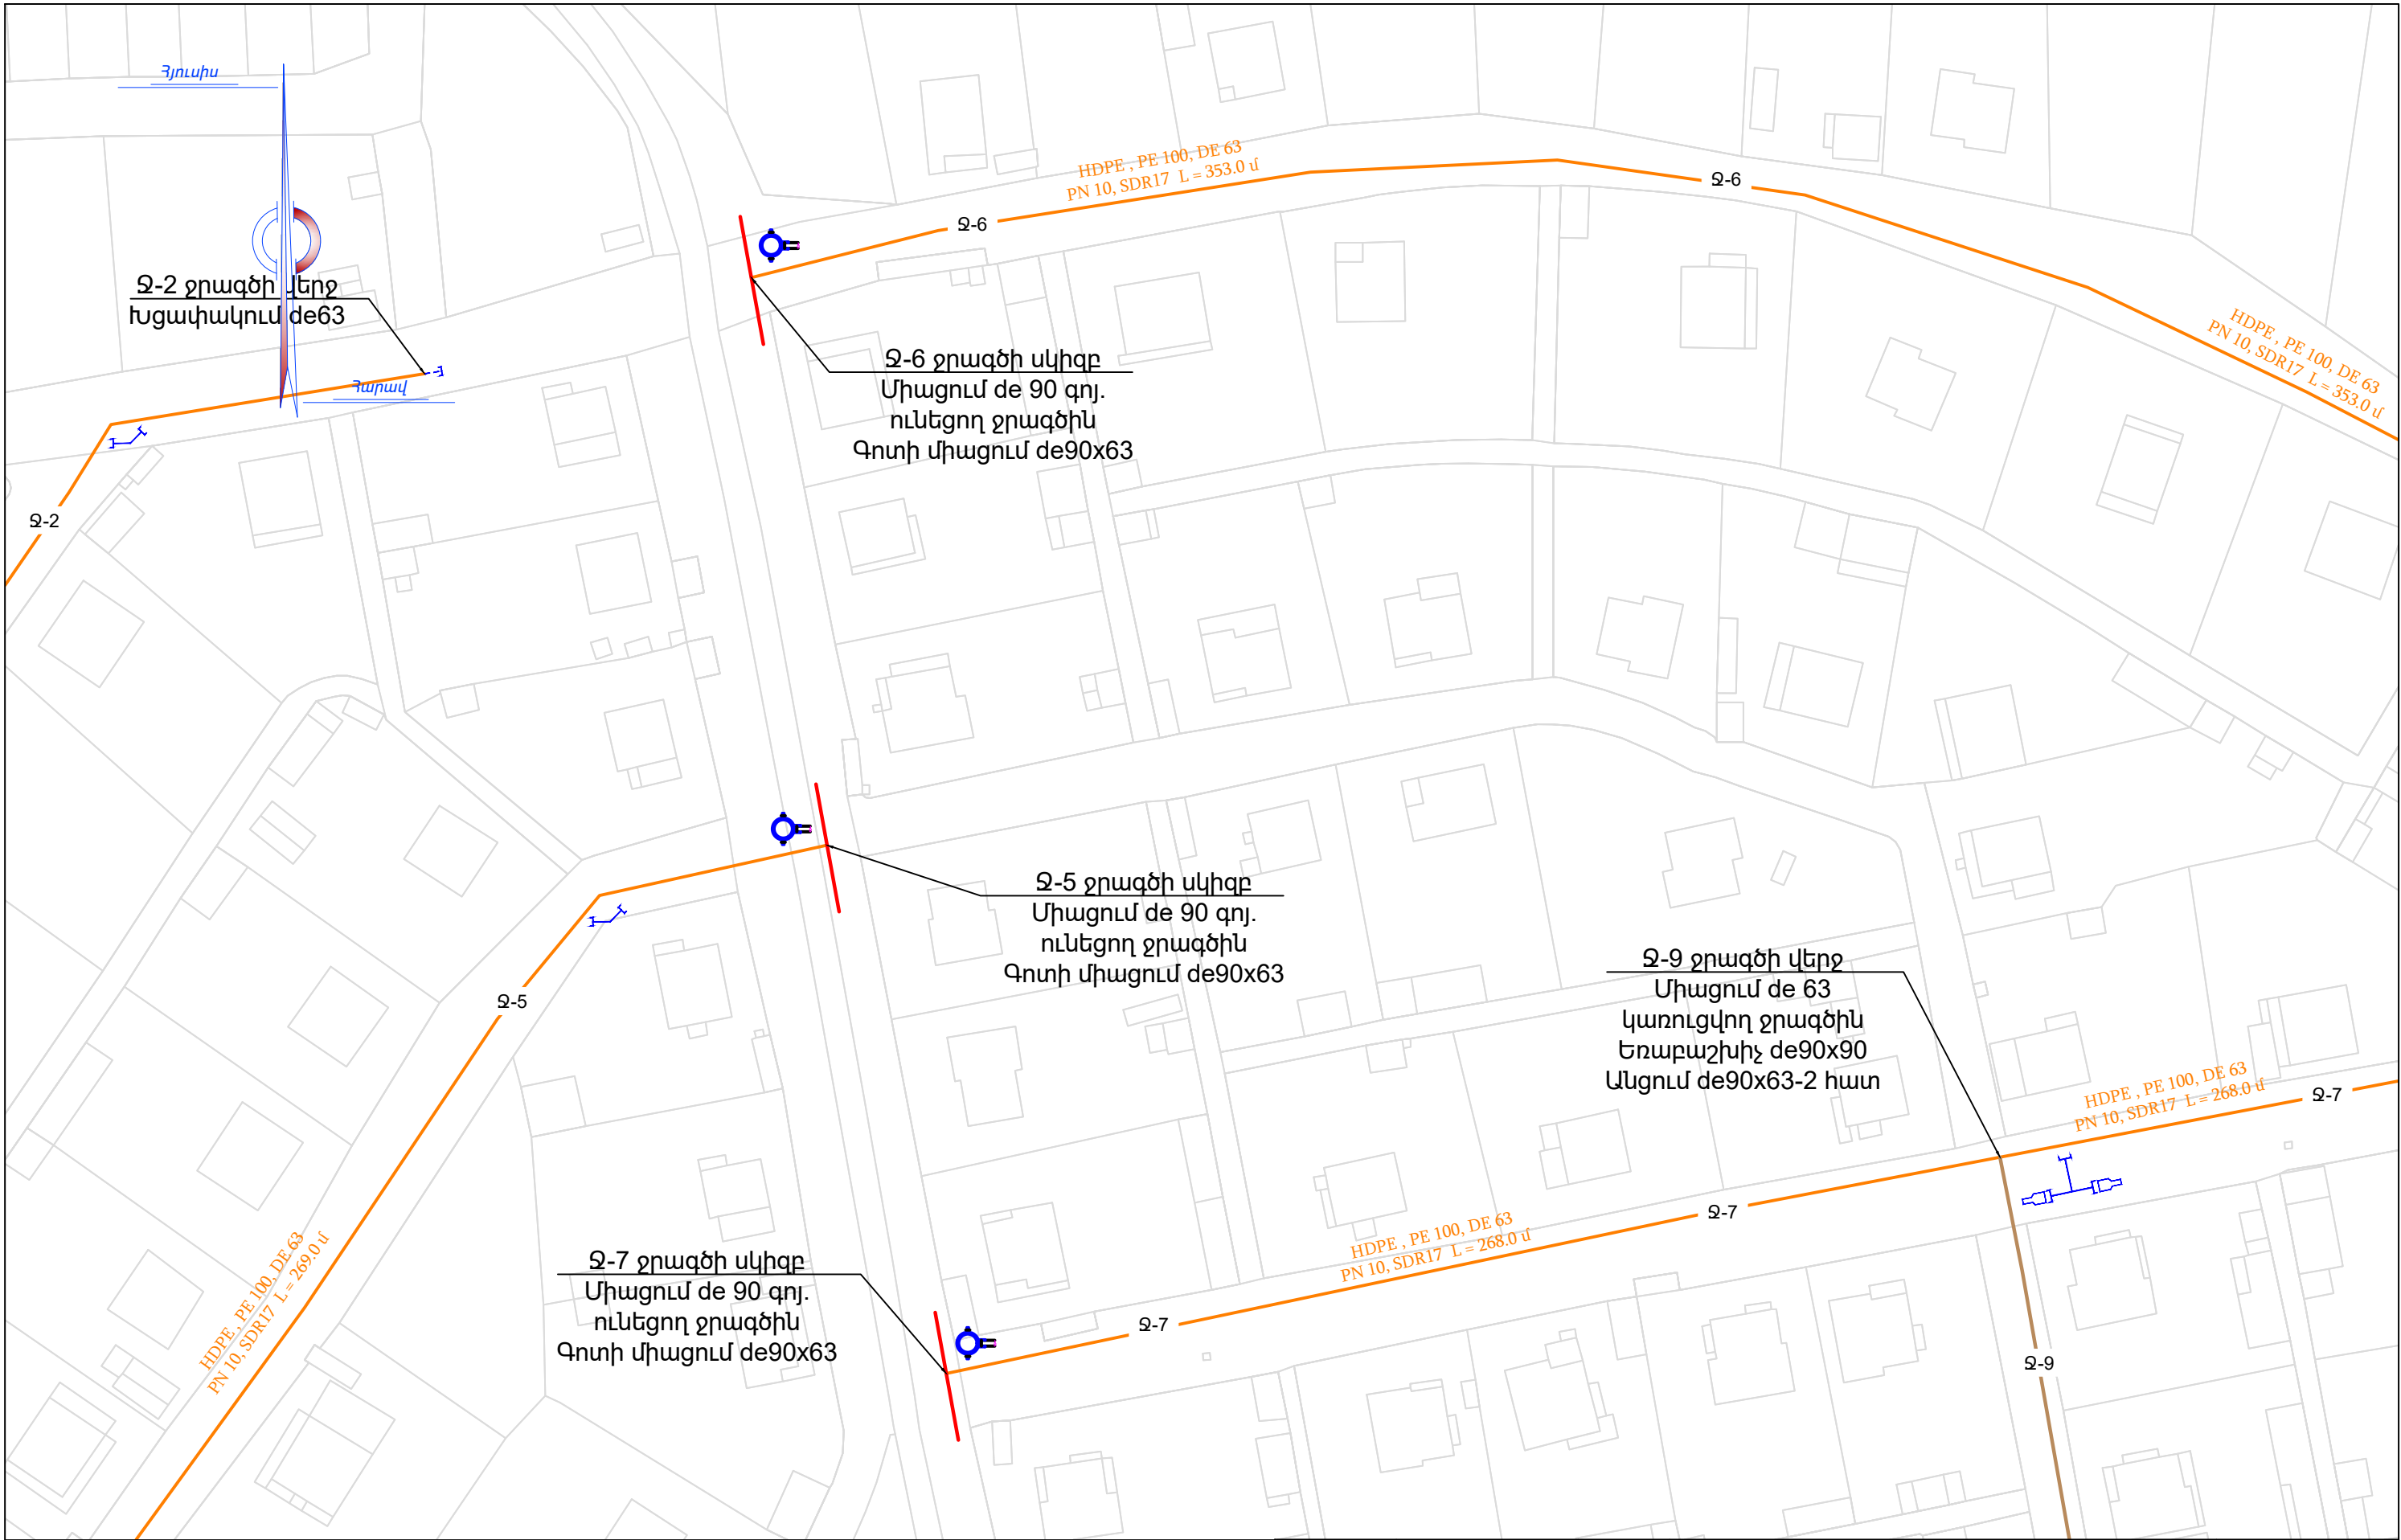 Հյուսիս
HDPE , PE 100, DE 63
PN 10, SDR17 L = 353.0 մ
Ջ-6
Ջ-6
Ջ-2 ջրագծի վերջ
Խցափակում de63
Հարավ
HDPE , PE 100, DE 63
PN 10, SDR17 L = 353.0 մ
Ջ-6 ջրագծի սկիզբ
Միացում de 90 գոյ.
ունեցող ջրագծին
Գոտի միացում de90x63
Ջ-2
Ջ-5 ջրագծի սկիզբ
Միացում de 90 գոյ.
ունեցող ջրագծին
Գոտի միացում de90x63
Ջ-5
Ջ-9 ջրագծի վերջ
Միացում de 63
կառուցվող ջրագծին
Եռաբաշխիչ de90x90
Անցում de90x63-2 հատ
HDPE , PE 100, DE 63
PN 10, SDR17 L = 268.0 մ
Ջ-7
HDPE , PE 100, DE 63
PN 10, SDR17 L = 269.0 մ
HDPE , PE 100, DE 63
PN 10, SDR17 L = 268.0 մ
Ջ-7
Ջ-7 ջրագծի սկիզբ
Միացում de 90 գոյ.
ունեցող ջրագծին
Գոտի միացում de90x63
Ջ-7
Ջ-9